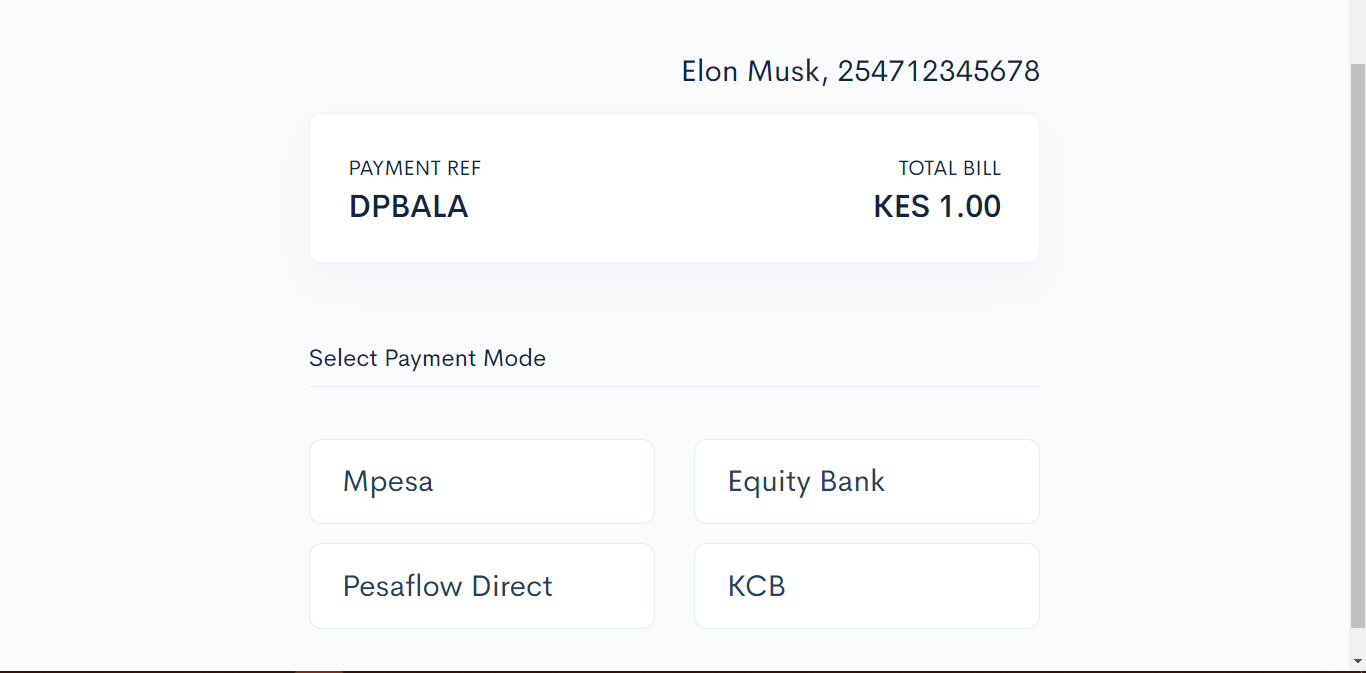 Elon Musk, 254712345678
PAYMENT REF
DPBALA
TOTAL BILL
KES 1.00
Select Payment Mode
Mpesa
Equity Bank
Pesaflow Direct
KCB